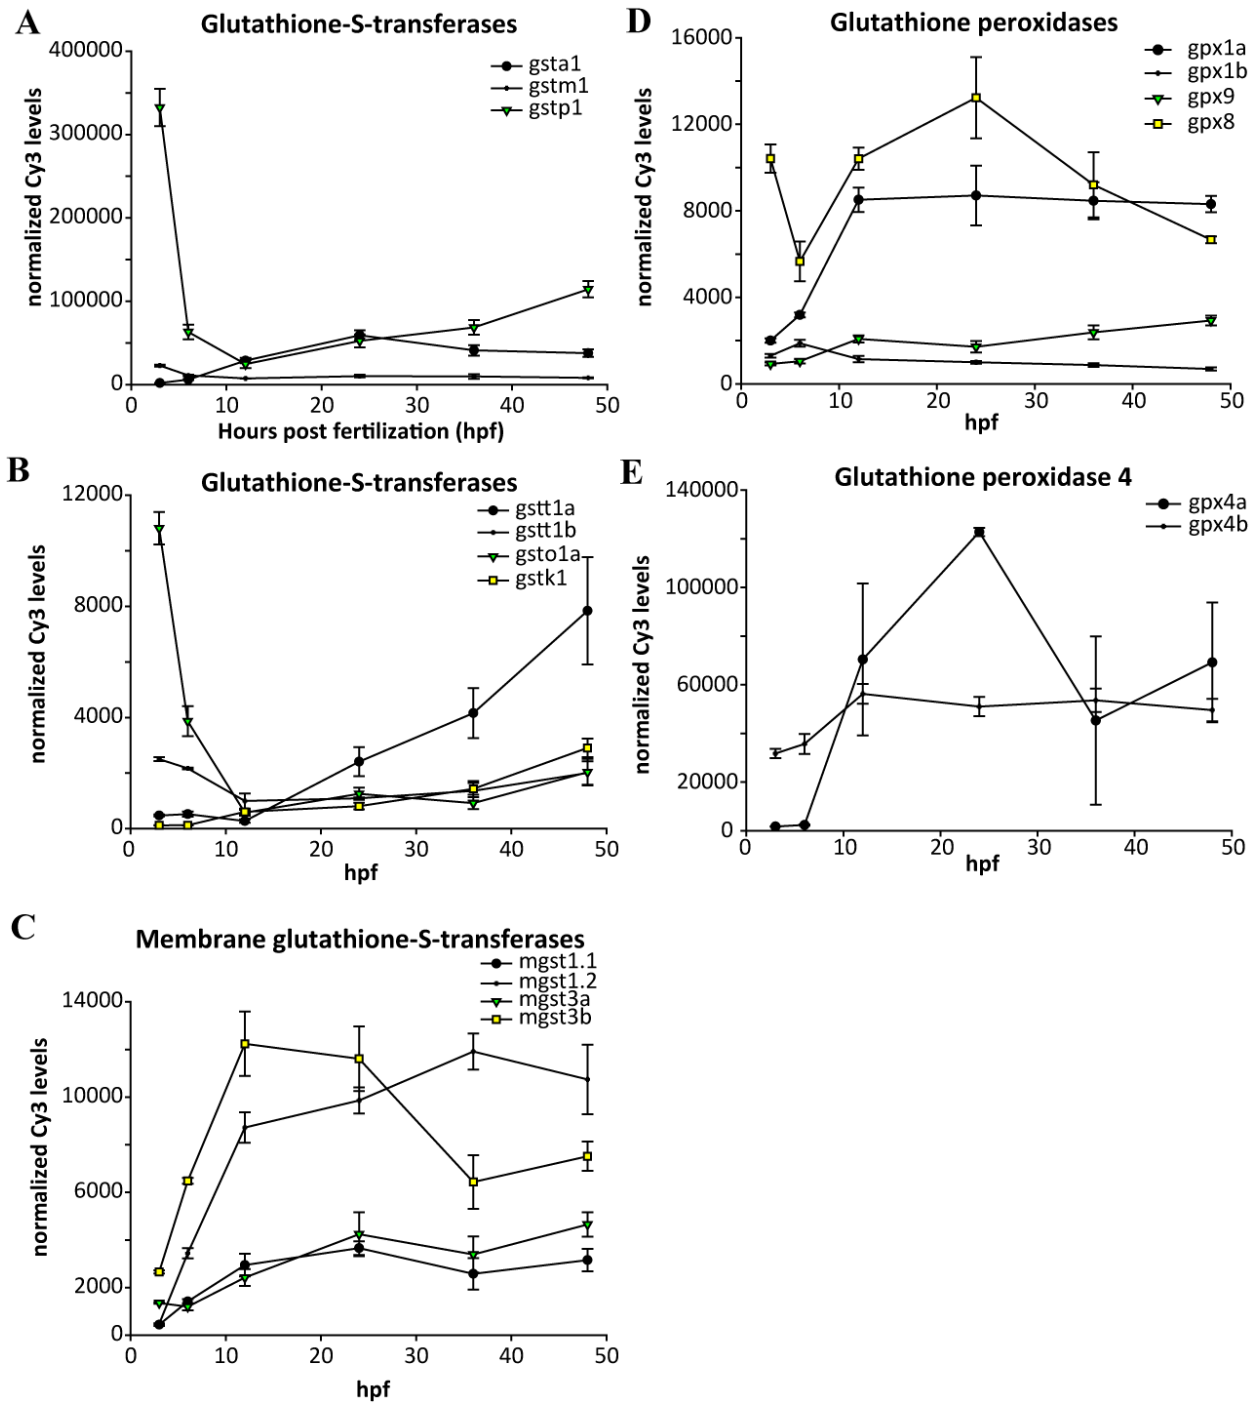 A
Glutathione-S-transferases
400000
300000
200000
100000
0
normalized Cy3 levels
gsta1
gstm1
gstp1
0 10 20 30 40 50
Hours post fertilization (hpf)
B
Glutathione-S-transferases
12000
8000
4000
0
normalized Cy3 levels
gstt1a
gstt1b
gsto1a
gstk1
0 10 20 30 40 50
hpf
C
Membrane glutathione-S-transferases
14000
10000
6000
2000
0
normalized Cy3 levels
mgst1.1
mgst1.2
mgst3a
mgst3b
0 10 20 30 40 50
hpf
D
Glutathione peroxidases
16000
12000
8000
4000
0
normalized Cy3 levels
gpx1a
gpx1b
gpx9
gpx8
0 10 20 30 40 50
hpf
E
Glutathione peroxidase 4
140000
100000
60000
20000
0
normalized Cy3 levels
gpx4a
gpx4b
0 10 20 30 40 50
hpf